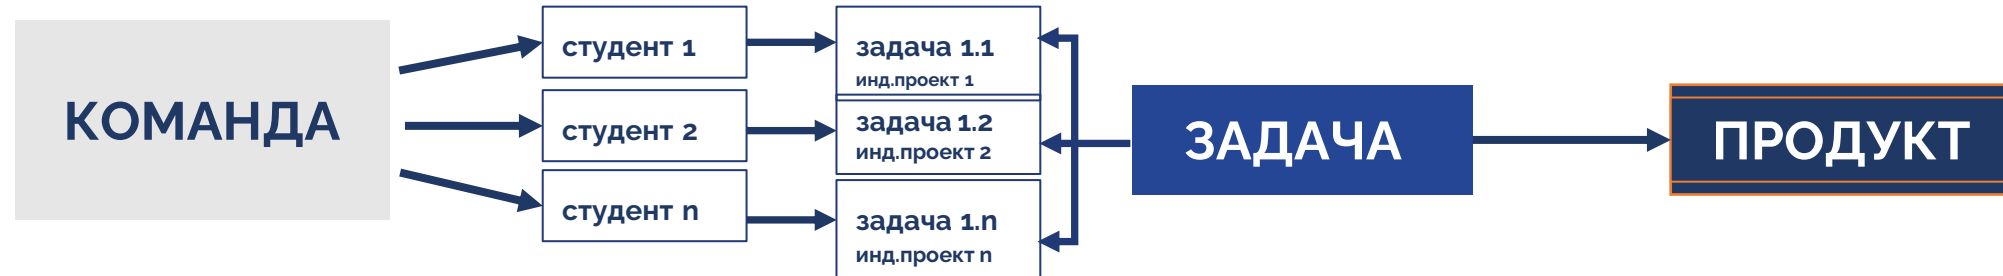 КОМАНДА
студент 1
студент 2
студент n
задача 1.1
инд.проект 1
задача 1.2
инд.проект 2
задача 1.n
инд.проект n
ЗАДАЧА
ПРОДУКТ